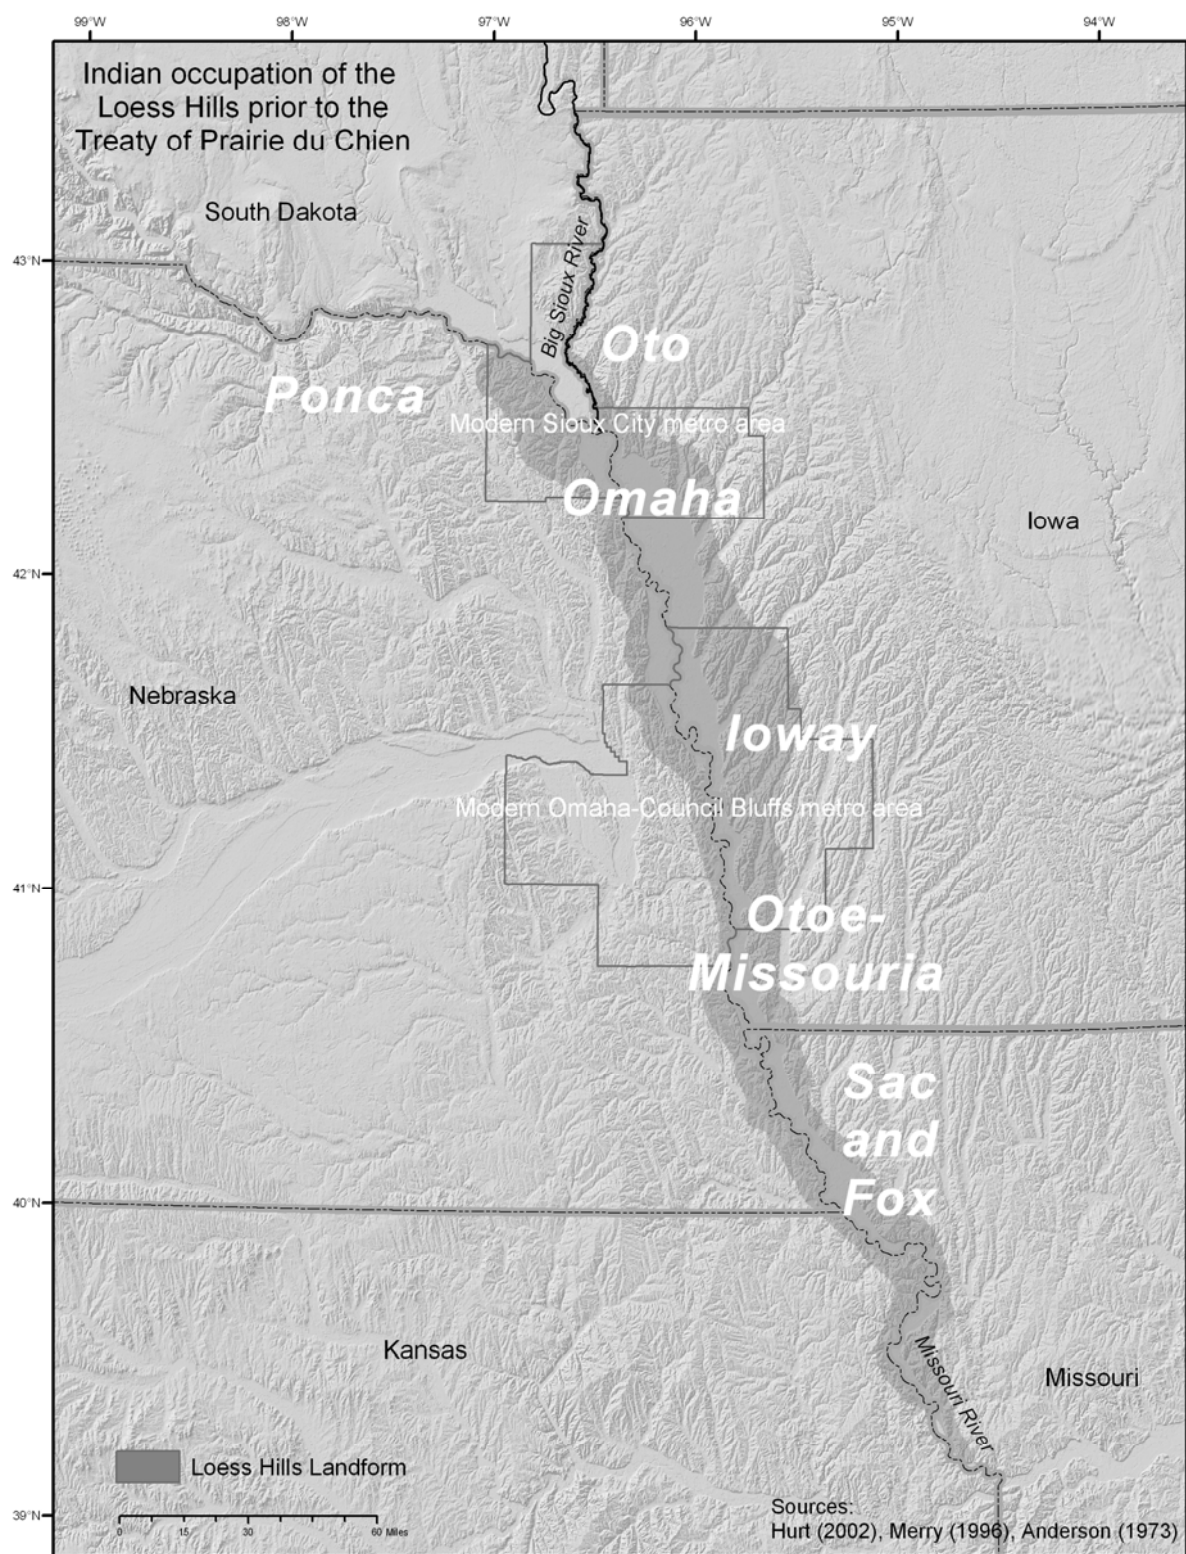 99°W 98°W 97°W 96°W 95°W 94°W
Indian occupation of the
Loess Hills prior to the
Treaty of Prairie du Chien
South Dakota
43°N
Big Sioux River
Oto
Ponca
Modern Sioux City metro area
Omaha
Iowa
42°N
Nebraska
Ioway
Modern Omaha-Council Bluffs metro area
41°N
Otoe-
Missouria
Sac
and
Fox
40°N
Kansas
Missouri River
Missouri
Loess Hills Landform
0 15 30 60 Miles
39°N
Sources:
Hurt (2002), Merry (1996), Anderson (1973)